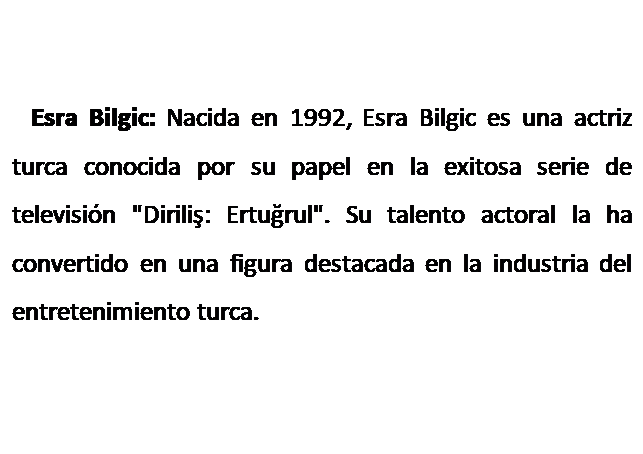 Esra Bilgic: Nacida en 1992, Esra Bilgic es una actriz
turca conocida por su papel en la exitosa serie de
televisión "Diriliş: Ertuğrul". Su talento actoral la ha
convertido en una figura destacada en la industria del
entretenimiento turca.